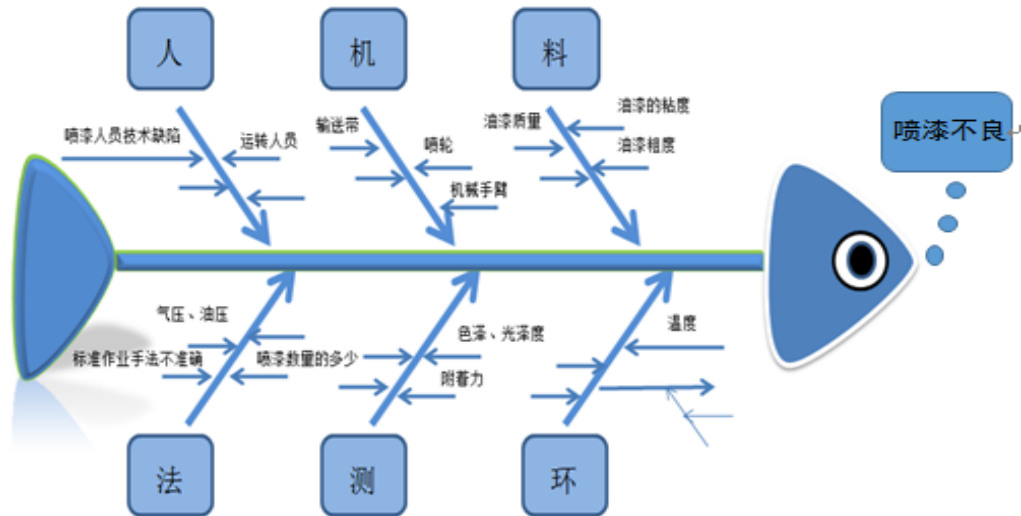 人
机
料
喷漆不良
喷漆人员技术缺陷
运转人员
输送带
喷轮
机械手臂
油漆质量
油漆的粘度
油漆粗度
气压、油压
标准作业手法不准确
喷漆数量的多少
色泽、光泽度
附着力
温度
法
测
环